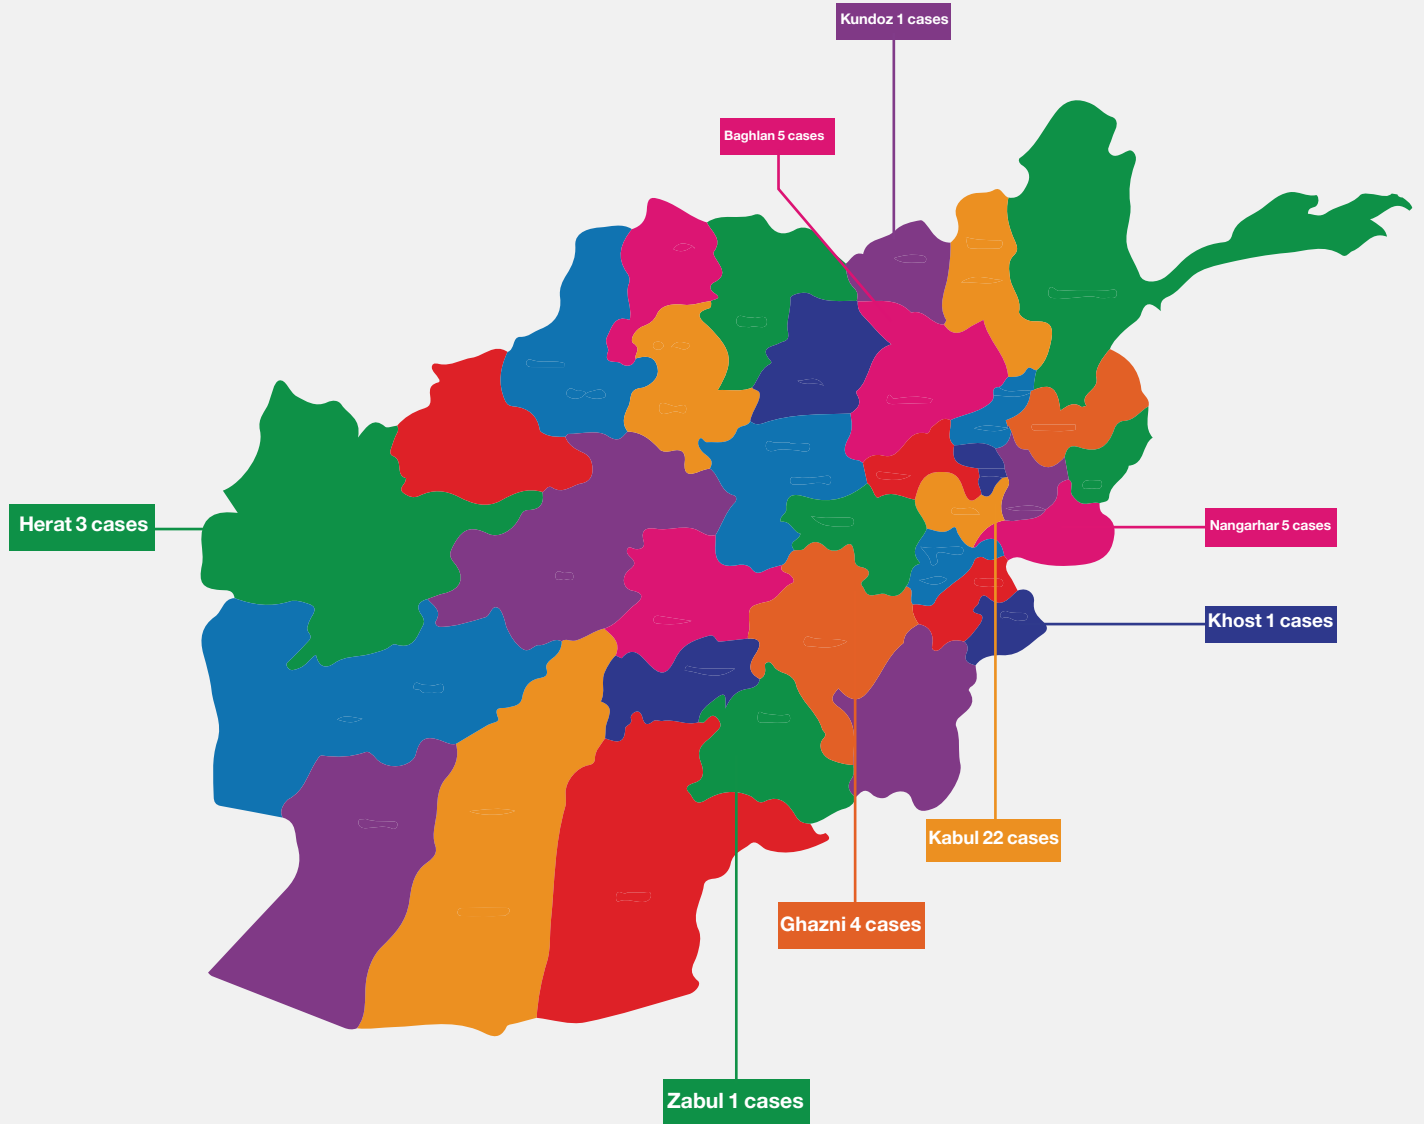 Kundoz 1 cases
Baghlan 5 cases
Herat 3 cases
Nangarhar 5 cases
Khost 1 cases
Kabul 22 cases
Ghazni 4 cases
Zabul 1 cases